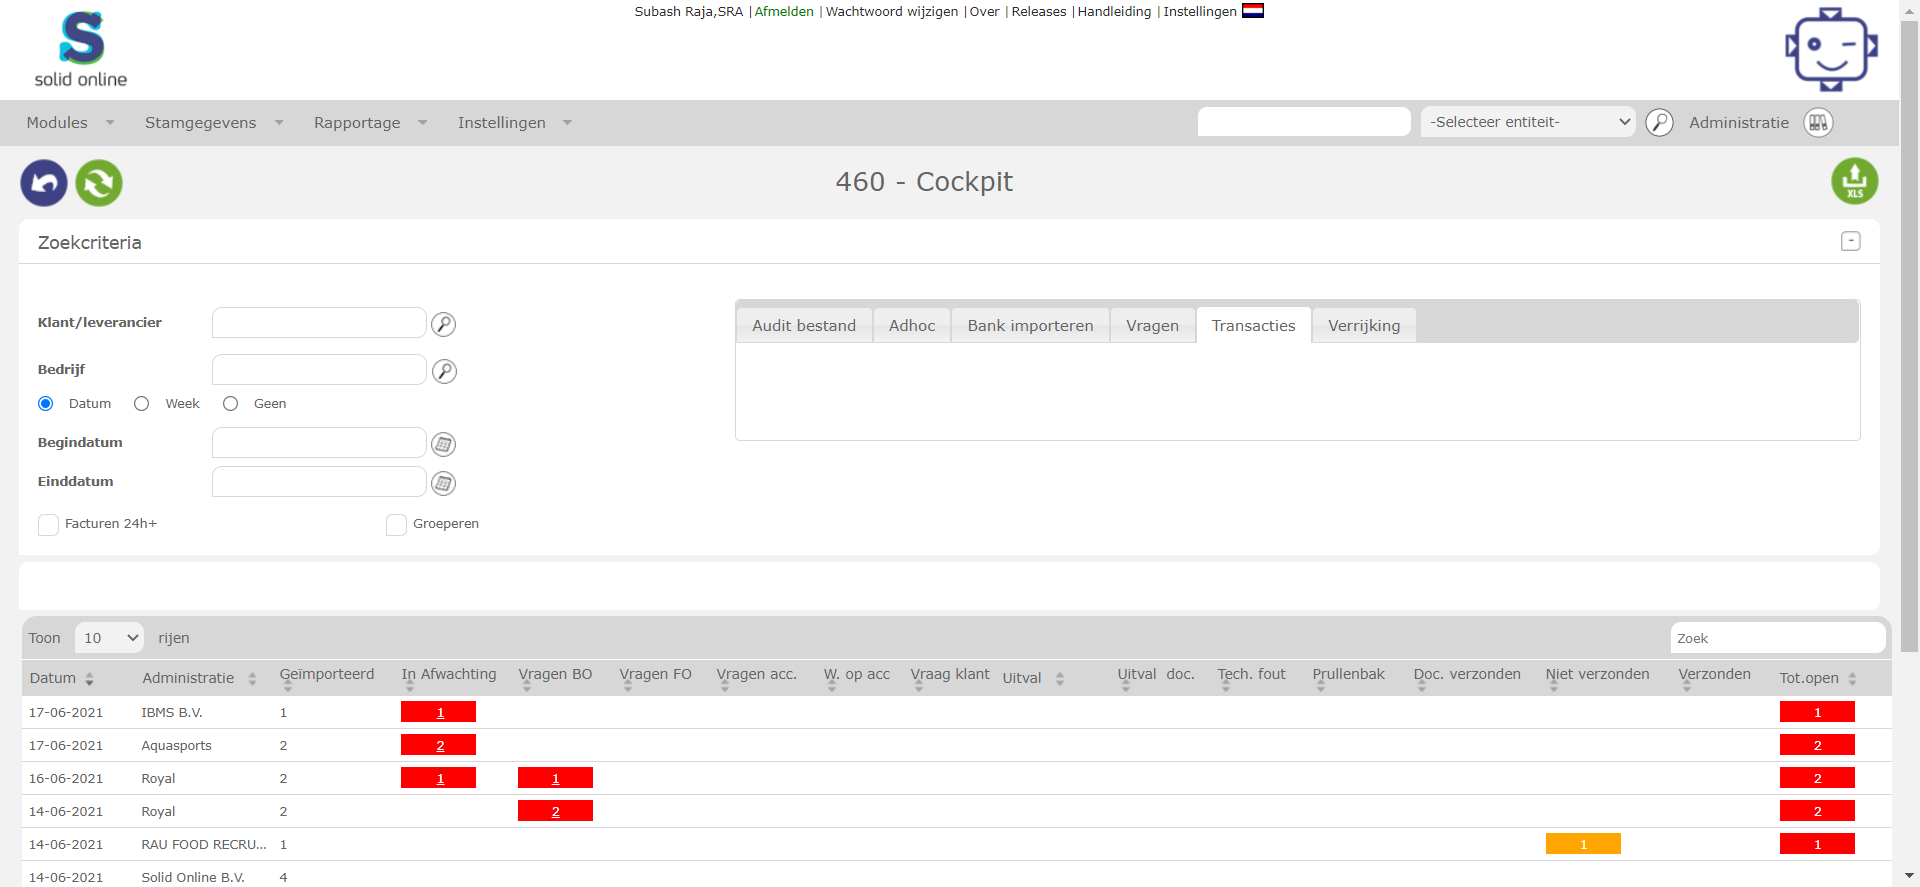 Subash Raja,SRA | Afmelden | Wachtwoord wijzigen | Over | Releases | Handleiding | Instellingen
S
solid online
Modules Stamgegevens Rapportage Instellingen -Selecteer entiteit- Administratie
460 - Cockpit
XLS
Zoekcriteria -
Klant/leverancier
Audit bestand Adhoc Bank importeren Vragen Transacties Verrijking
Bedrijf
Datum Week Geen
Begindatum
Einddatum
Facturen 24h+ Groeperen
Toon 10 rijen Zoek
Datum Administratie Geïmporteerd In Afwachting Vragen BO Vragen FO Vragen acc. W. op acc Vraag klant Uitval Uitval doc. Tech. fout Prullenbak Doc. verzonden Niet verzonden Verzonden Tot.open
17-06-2021 IBMS B.V. 1 1 1
17-06-2021 Aquasports 2 2 2
16-06-2021 Royal 2 1 1 2
14-06-2021 Royal 2 2 2
14-06-2021 RAU FOOD RECRU... 1 1 1
14-06-2021 Solid Online B.V. 4